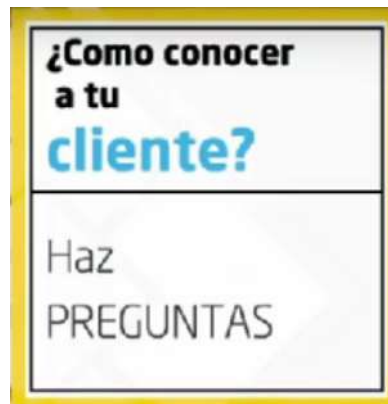 ¿Como conocer
a tu
cliente?
Haz
PREGUNTAS